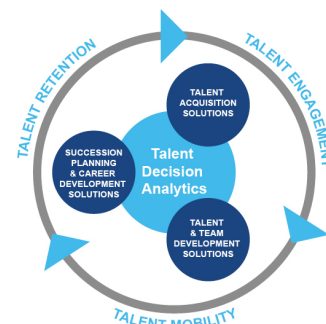 TALENT RETENTION
TALENT ENGAGEMENT
TALENT
ACQUISITION
SOLUTIONS
SUCCESSION
PLANNING
& CAREER
DEVELOPMENT
SOLUTIONS
Talent
Decision
Analytics
TALENT
& TEAM
DEVELOPMENT
SOLUTIONS
TALENT MOBILITY